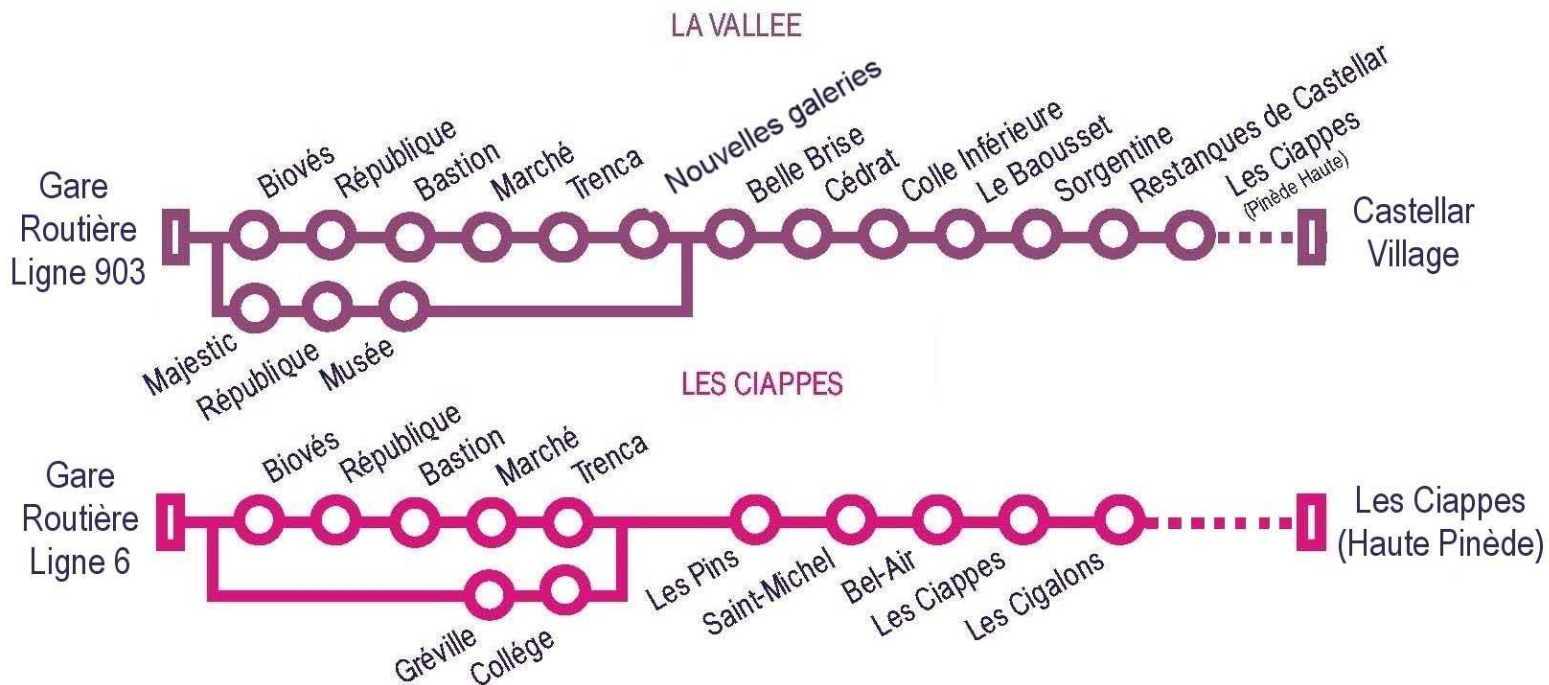 LA VALLEE
Gare
Routière
Ligne 903
Biovés
République
Bastion
Marché
Trenca
Nouvelles galeries
Belle Brise
Cédrat
Colle Inférieure
Le Baousset
Sorgentine
Restanques de Castellar
Les Ciappes
(Pinède Haute)
Castellar
Village
Majestic
République
Musée
LES CIAPPES
Gare
Routière
Ligne 6
Biovés
République
Bastion
Marché
Trenca
Gréville
Collége
Les Pins
Saint-Michel
Bel-Air
Les Ciappes
Les Cigalons
Les Ciappes
(Haute Pinède)